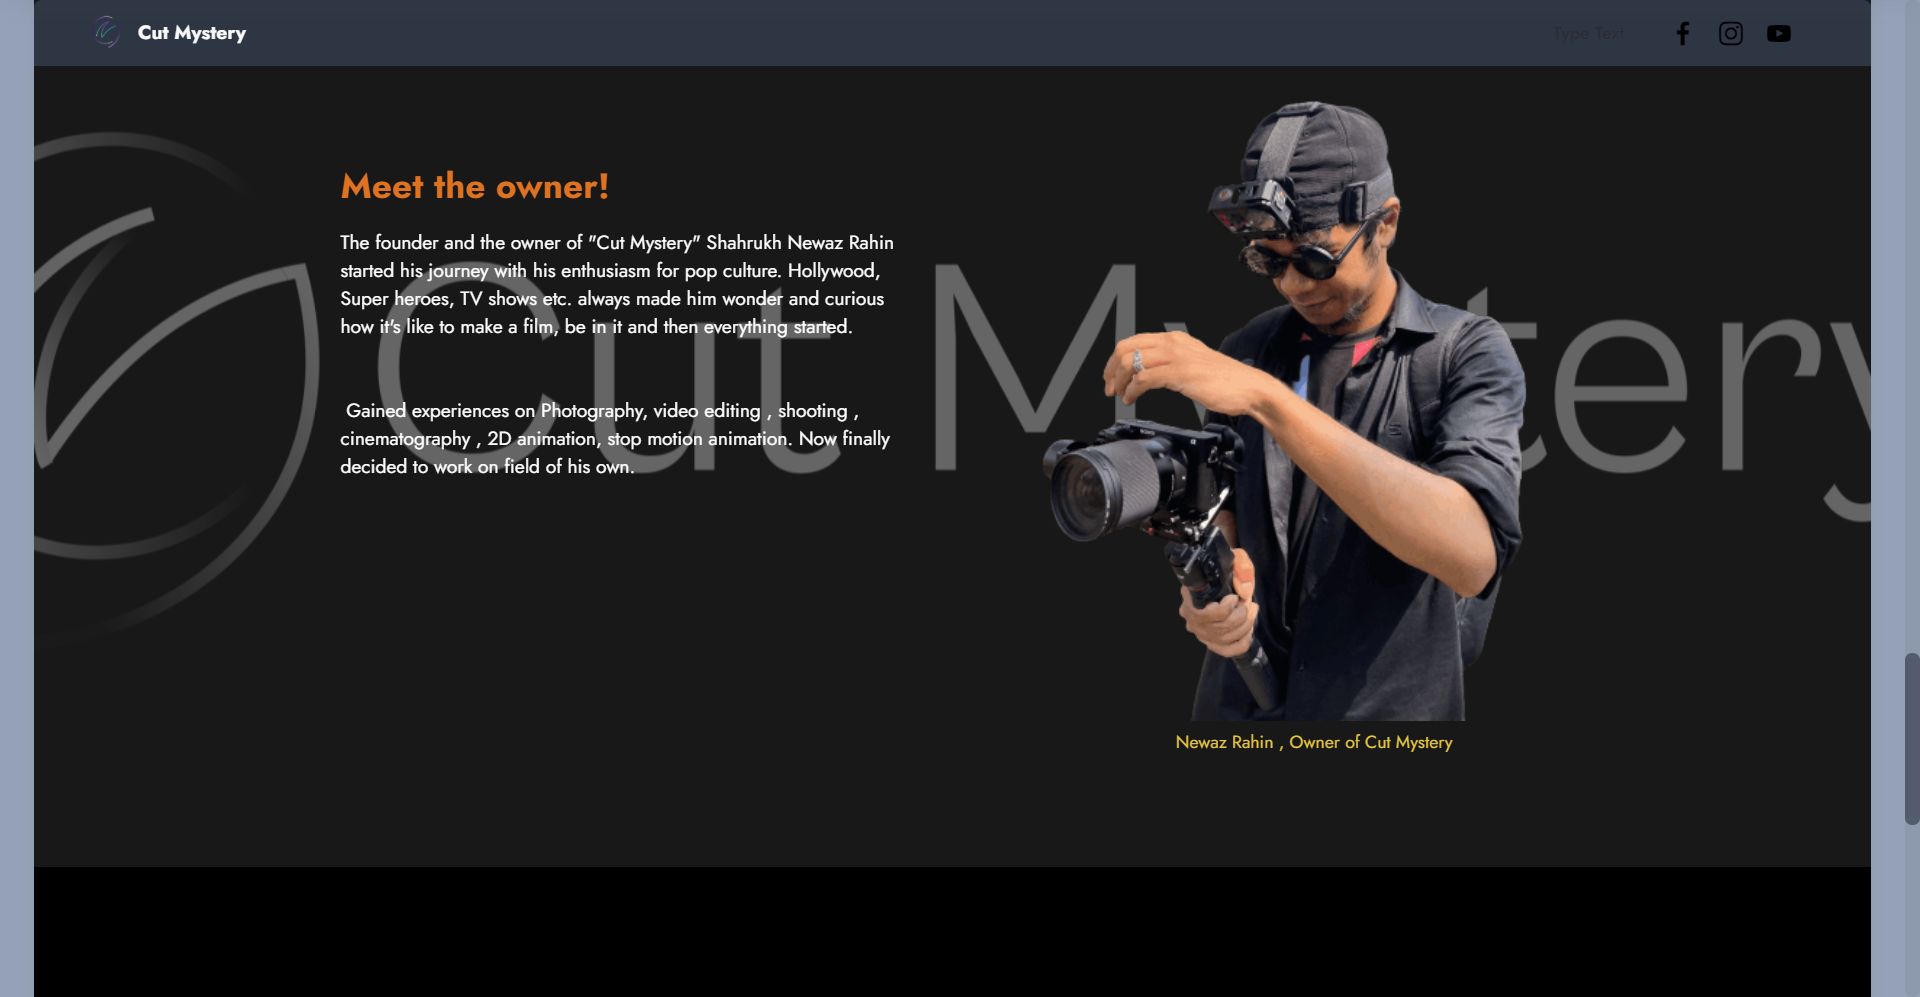 Cut Mystery
Type Text
Meet the owner!
The founder and the owner of "Cut Mystery" Shahrukh Newaz Rahin
started his journey with his enthusiasm for pop culture. Hollywood,
Super heroes, TV shows etc. always made him wonder and curious
how it's like to make a film, be in it and then everything started.
Gained experiences on Photography, video editing , shooting ,
cinematography , 2D animation, stop motion animation. Now finally
decided to work on field of his own.
Cut Mystery
Newaz Rahin , Owner of Cut Mystery